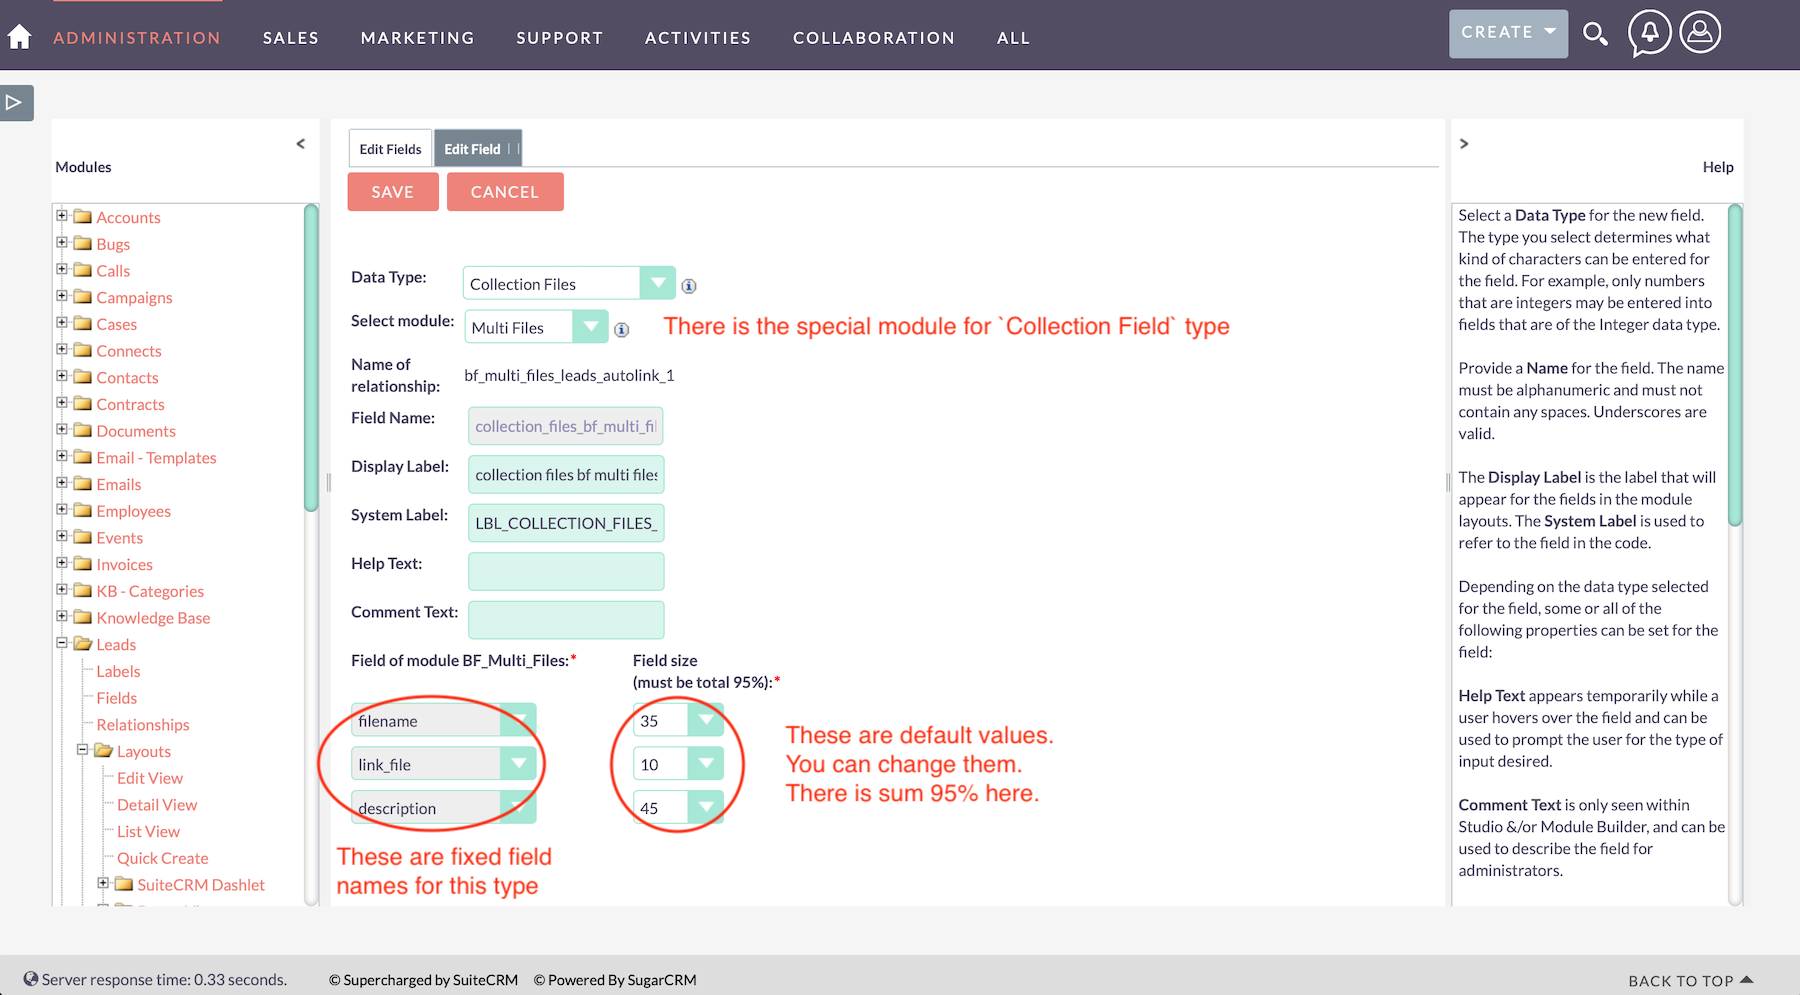 ADMINISTRATION SALES MARKETING SUPPORT ACTIVITIES COLLABORATION ALL CREATE
Modules
Accounts
Bugs
Calls
Campaigns
Cases
Connects
Contacts
Contracts
Documents
Email - Templates
Emails
Employees
Events
Invoices
KB - Categories
Knowledge Base
Leads
Labels
Fields
Relationships
Layouts
Edit View
Detail View
List View
Quick Create
SuiteCRM Dashlet
Edit Fields Edit Field
SAVE CANCEL
Data Type: Collection Files
Select module: Multi Files
There is the special module for `Collection Field` type
Name of
relationship: bf_multi_files_leads_autolink_1
Field Name: collection_files_bf_multi_fil
Display Label: collection files bf multi files
System Label: LBL_COLLECTION_FILES_
Help Text:
Comment Text:
Field of module BF_Multi_Files:* Field size
(must be total 95%):*
filename 35
link_file 10
description 45
These are default values.
You can change them.
There is sum 95% here.
These are fixed field
names for this type
Help
Select a Data Type for the new field.
The type you select determines what
kind of characters can be entered for
the field. For example, only numbers
that are integers may be entered into
fields that are of the Integer data type.
Provide a Name for the field. The name
must be alphanumeric and must not
contain any spaces. Underscores are
valid.
The Display Label is the label that will
appear for the fields in the module
layouts. The System Label is used to
refer to the field in the code.
Depending on the data type selected
for the field, some or all of the
following properties can be set for the
field:
Help Text appears temporarily while a
user hovers over the field and can be
used to prompt the user for the type of
input desired.
Comment Text is only seen within
Studio &/or Module Builder, and can be
used to describe the field for
administrators.
Server response time: 0.33 seconds. © Supercharged by SuiteCRM © Powered By SugarCRM BACK TO TOP